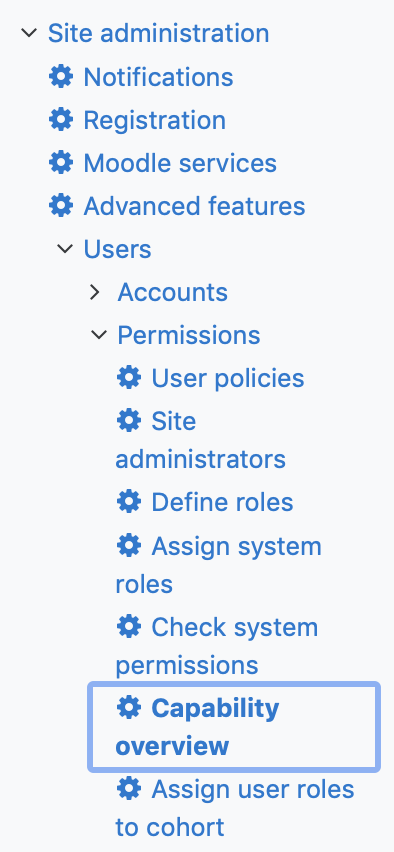 Site administration
Notifications
Registration
Moodle services
Advanced features
Users
Accounts
Permissions
User policies
Site
administrators
Define roles
Assign system
roles
Check system
permissions
Capability
overview
Assign user roles
to cohort